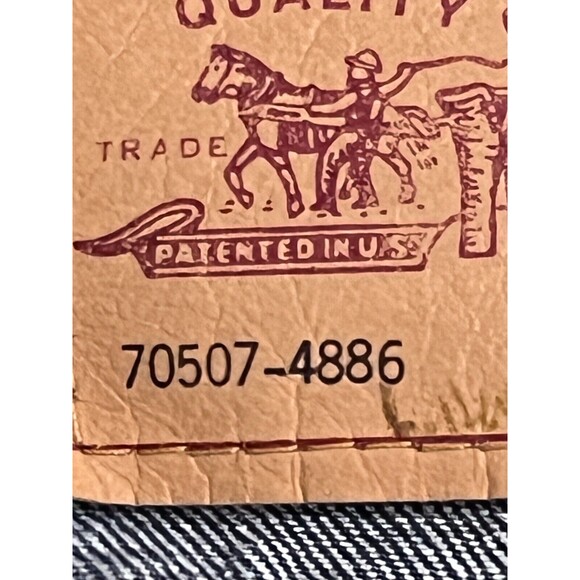 QUALITY
TRADE
PATENTED IN U.S.
70507-4886